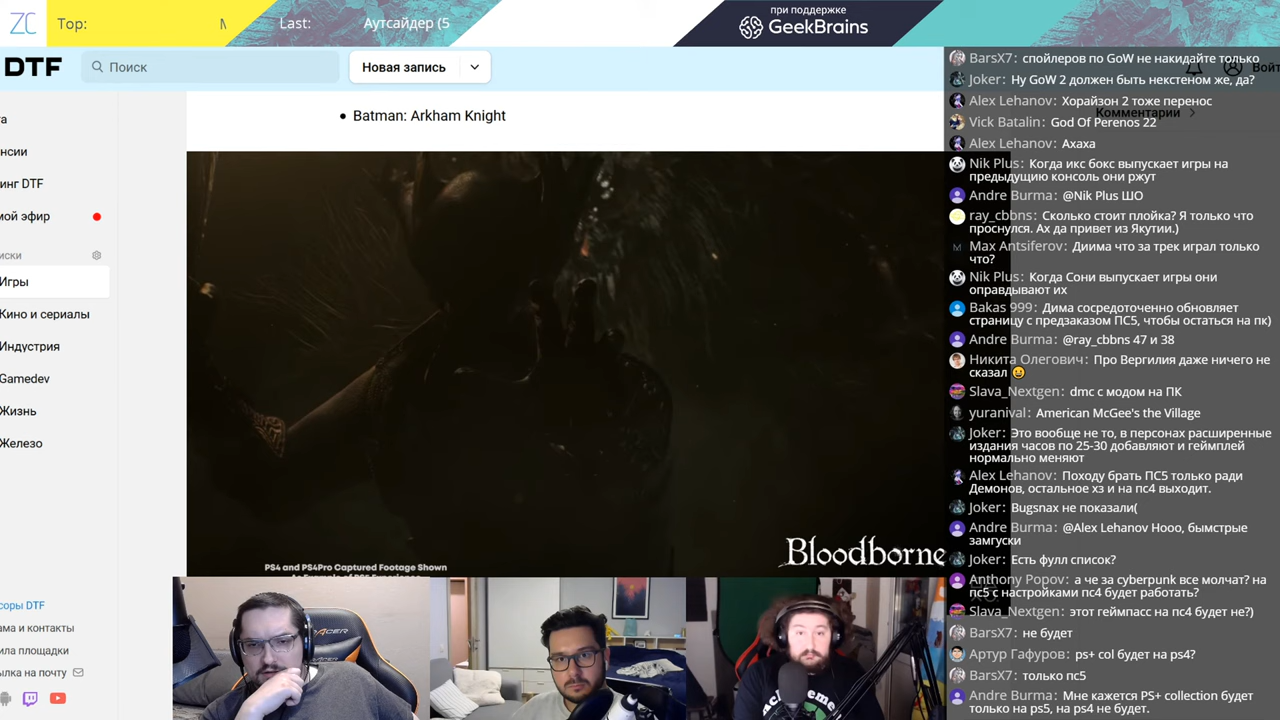 ZC
Top:
Last:
Аутсайдер (5
при поддержке
GeekBrains
DTF
Поиск
Новая запись
Войт
Комментарии
Batman: Arkham Knight
нсии
нг DTF
мой эфир
иски
Игры
Кино и сериалы
Индустрия
Gamedev
Жизнь
Железо
соры DTF
ама и контакты
ила площадки
ылка на почту
Bloodborne
PS4 and PS4Pro Captured Footage Shown
As Example of PS5 Experience
BarsX7: спойлеров по GoW не накидайте только
Joker: Ну GoW 2 должен быть некстеном же, да?
Alex Lehanov: Хорайзон 2 тоже перенос
Vick Batalin: God Of Perenos 22
Alex Lehanov: Ахаха
Nik Plus: Когда икс бокс выпускает игры на
предыдущию консоль они ржут
Andre Burma: @Nik Plus ШО
ray_cbbns: Сколько стоит плойка? Я только что
проснулся. Ах да привет из Якутии.)
Max Antsiferov: Диима что за трек играл только
что?
Nik Plus: Когда Сони выпускает игры они
оправдывают их
Bakas 999: Дима сосредоточенно обновляет
страницу с предзаказом ПС5, чтобы остаться на пк)
Andre Burma: @ray_cbbns 47 и 38
Никита Олегович: Про Вергилия даже ничего не
сказал 😃
Slava_Nextgen: dmc с модом на ПК
yuranival: American McGee's the Village
Joker: Это вообще не то, в персонах расширенные
издания часов по 25-30 добавляют и геймплей
нормально меняют
Alex Lehanov: Походу брать ПС5 только ради
Демонов, остальное хз и на пс4 выходит.
Joker: Bugsnax не показали(
Andre Burma: @Alex Lehanov Нооо, бымстрые
замгуски
Joker: Есть фулл список?
Anthony Popov: а че за cyberpunk все молчат? на
пс5 с настройками пс4 будет работать?
Slava_Nextgen: этот геймпасс на пс4 будет не?)
BarsX7: не будет
Артур Гафуров: ps+ col будет на ps4?
BarsX7: только пс5
Andre Burma: Мне кажется PS+ collection будет
только на ps5, на ps4 не будет.